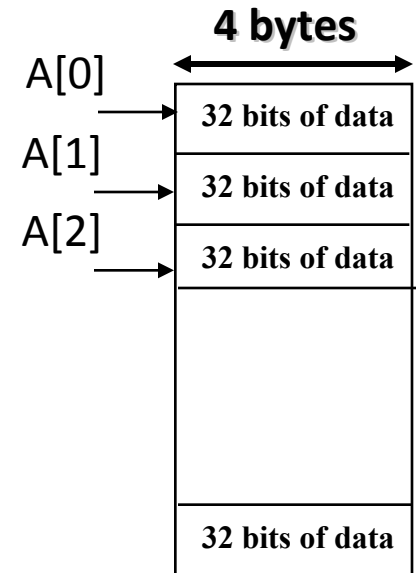 4 bytes
A[0]
32 bits of data
A[1]
32 bits of data
A[2]
32 bits of data
32 bits of data